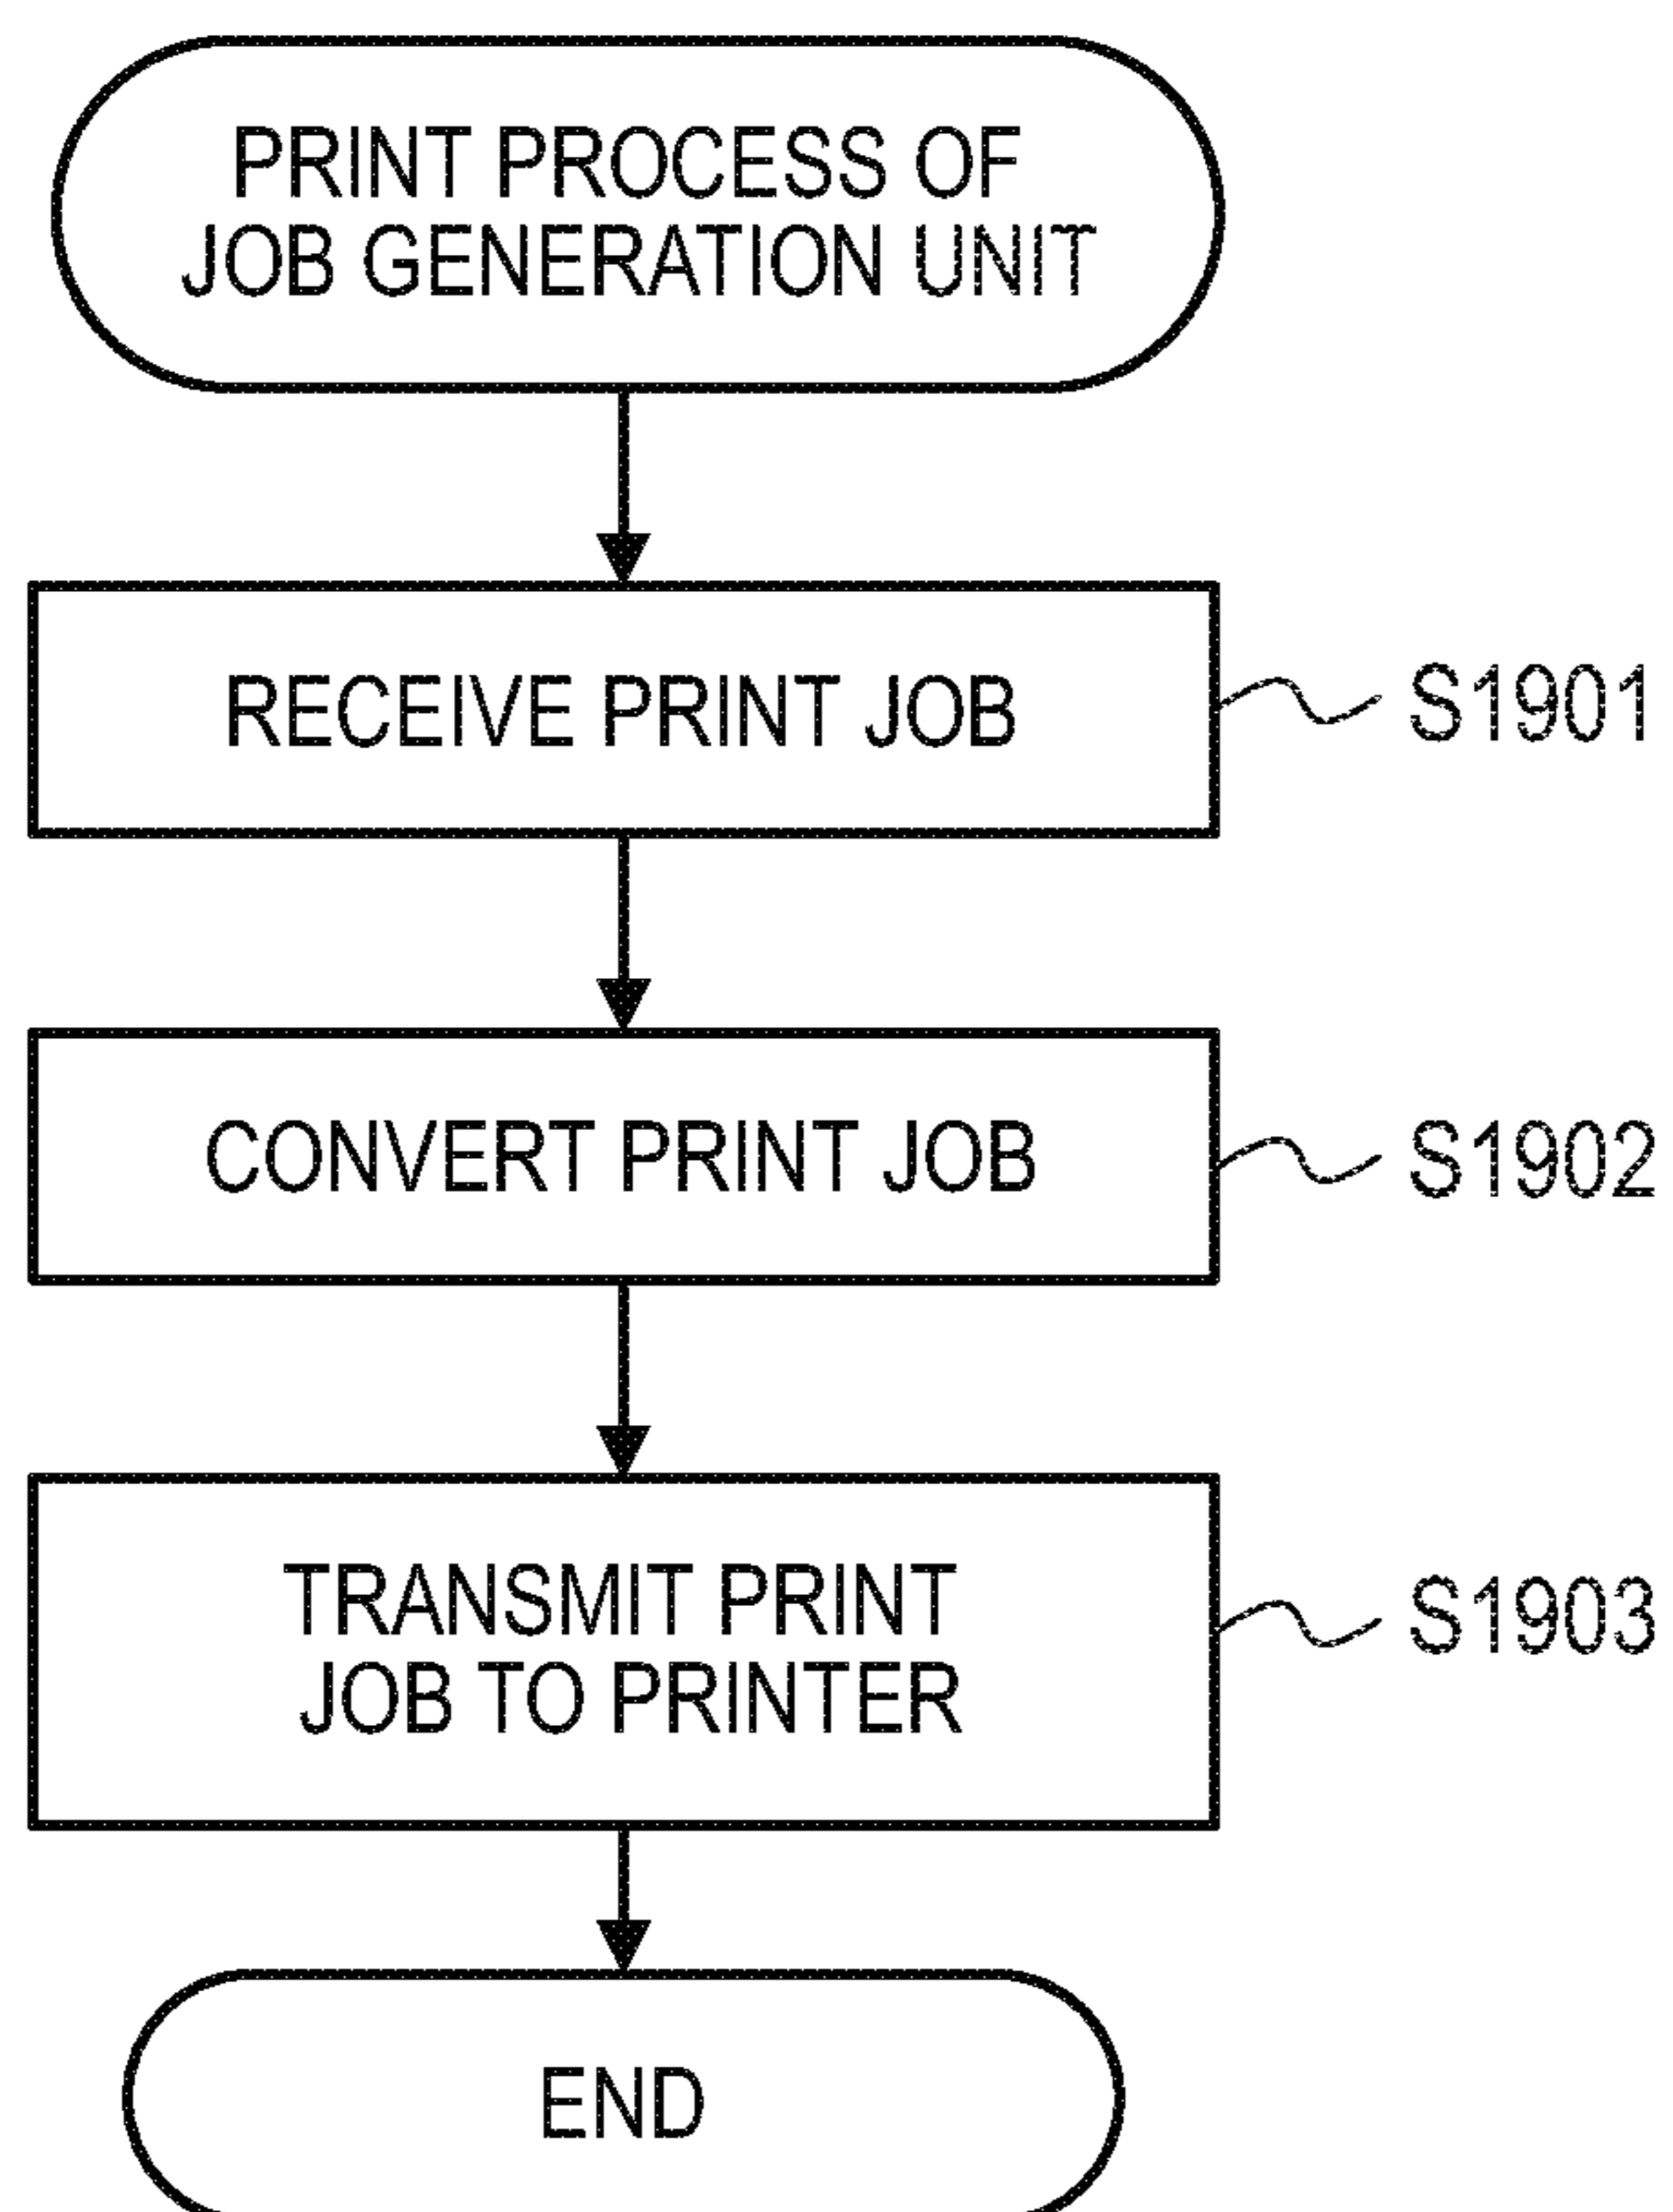 PRINT PROCESS OF
JOB GENERATION UNIT
RECEIVE PRINT JOB
S1901
CONVERT PRINT JOB
S1902
TRANSMIT PRINT
JOB TO PRINTER
S1903
END